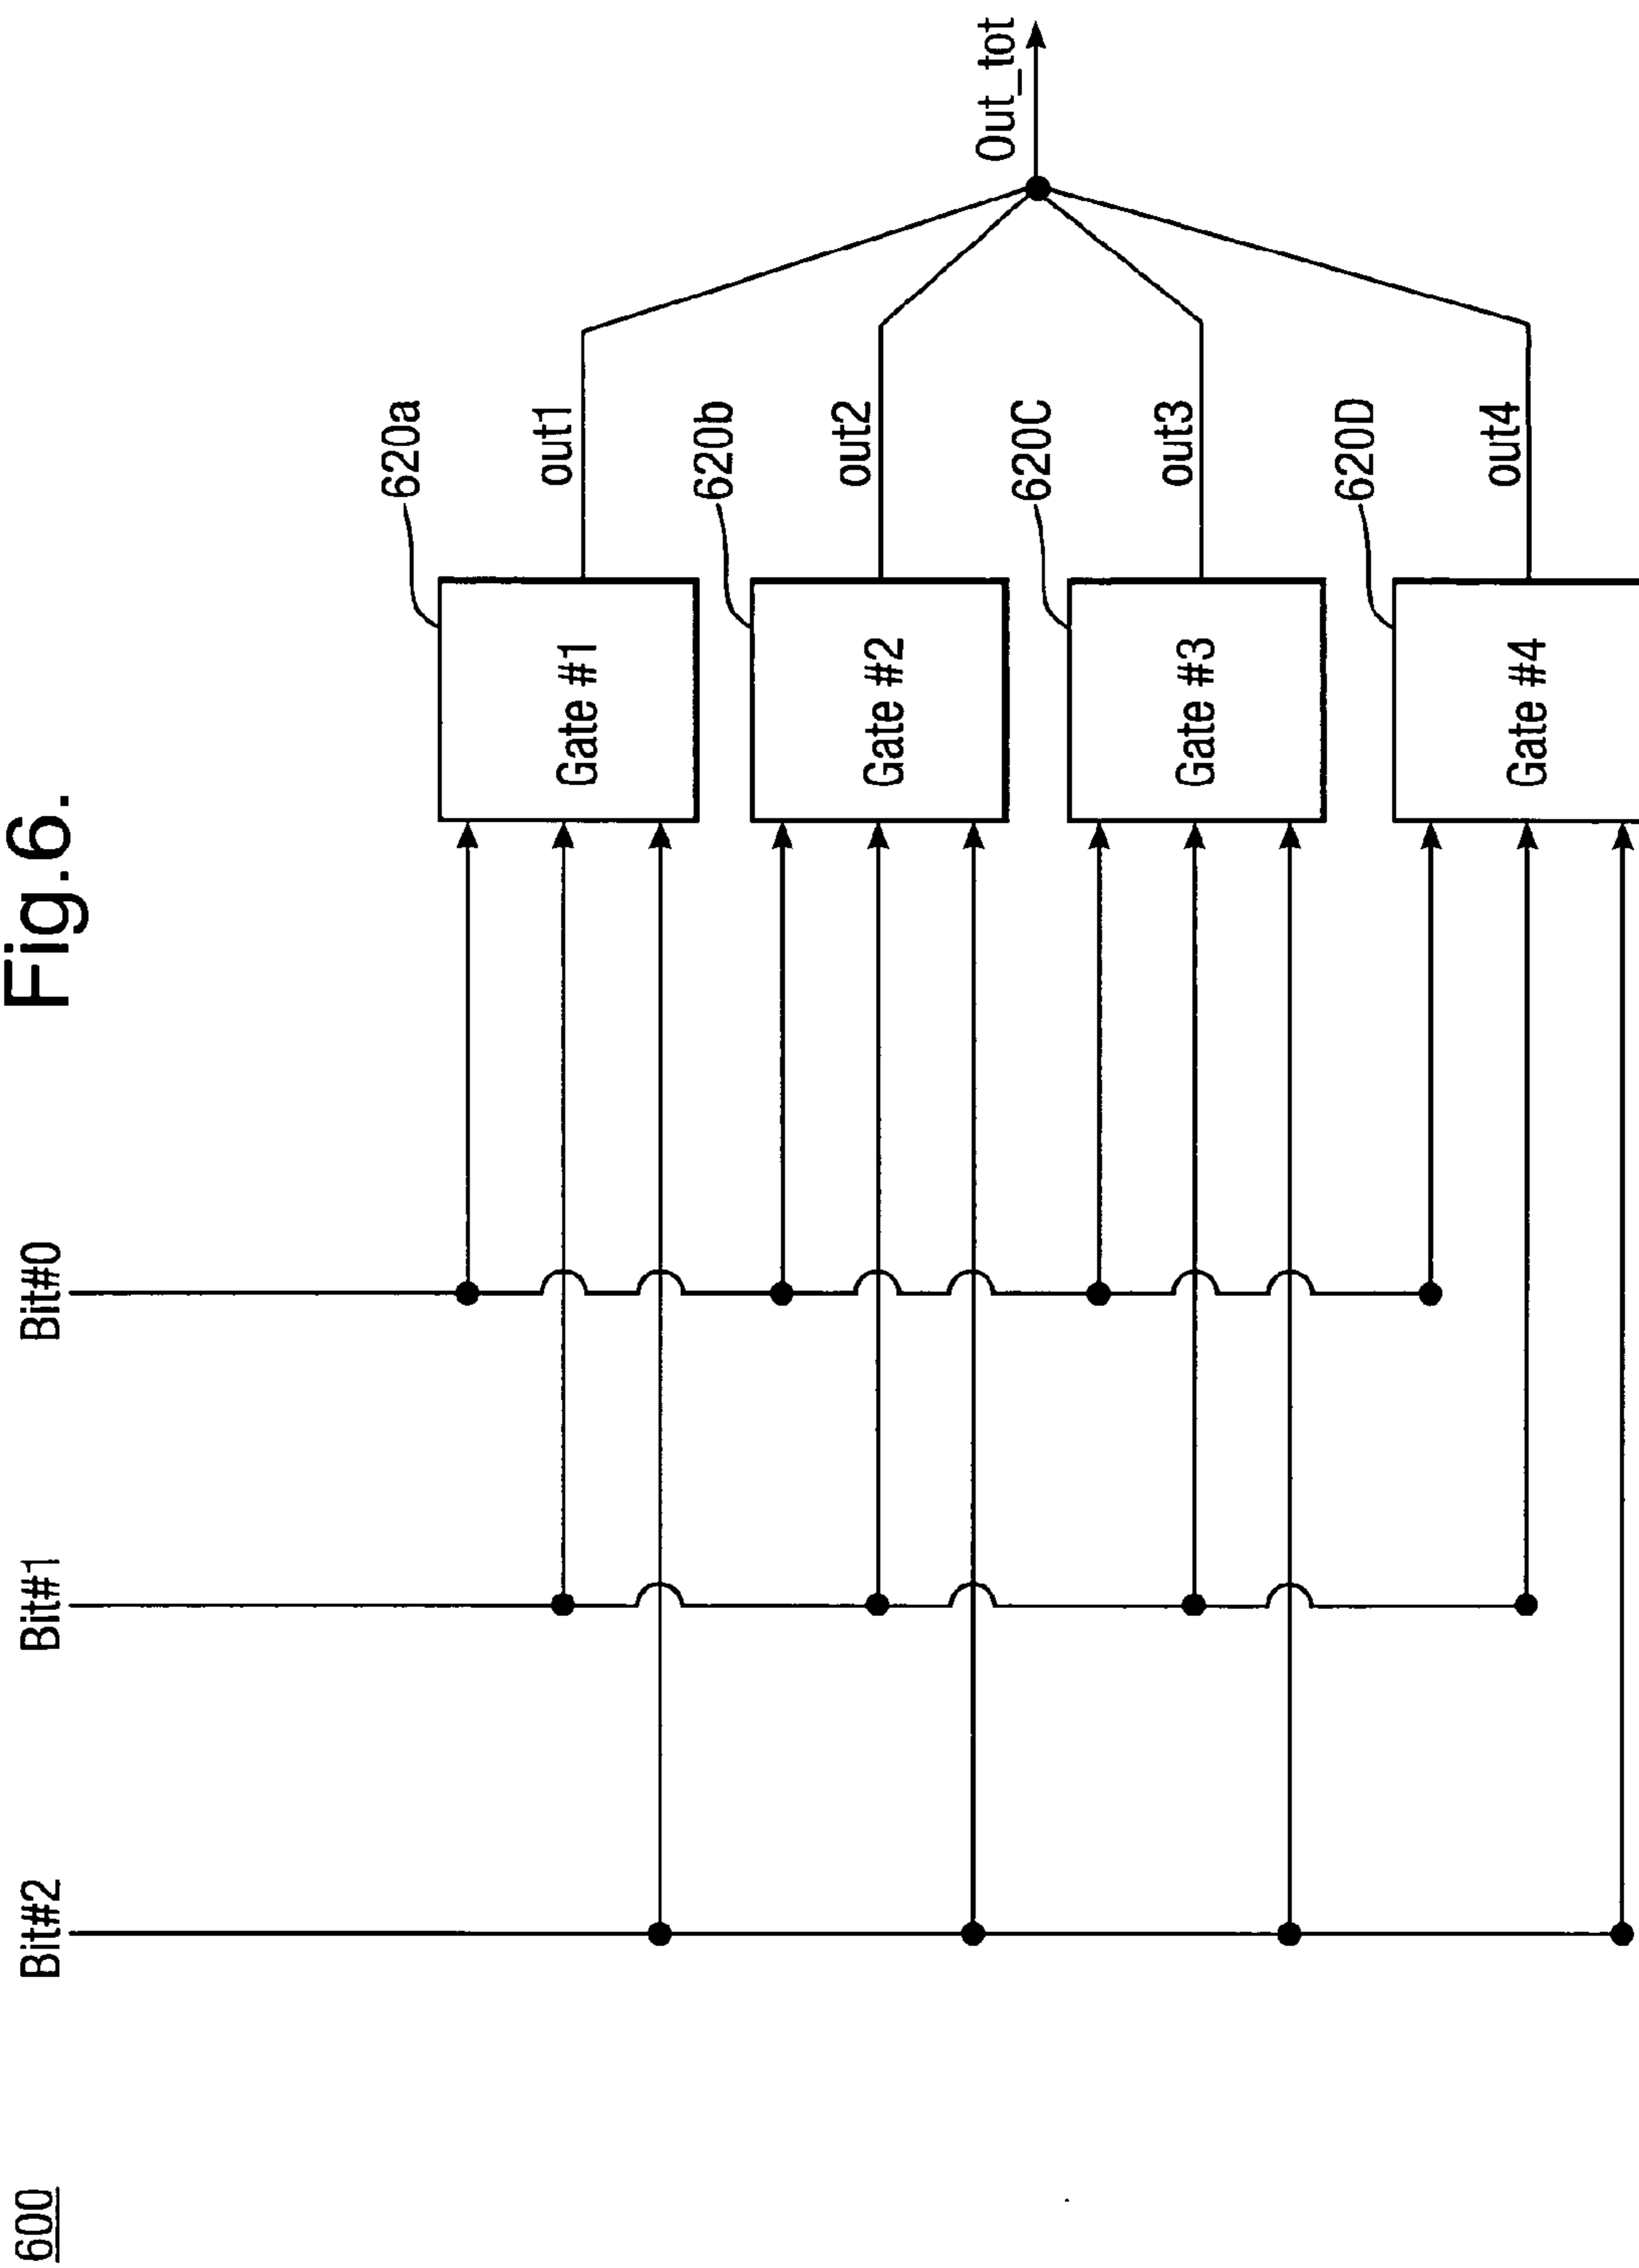 Fig.6.
600
Bit#2
Bit#1
Bit#0
620a
Gate #1
out1
620b
Gate #2
out2
620C
Gate #3
out3
620D
Gate #4
out4
Out_tot